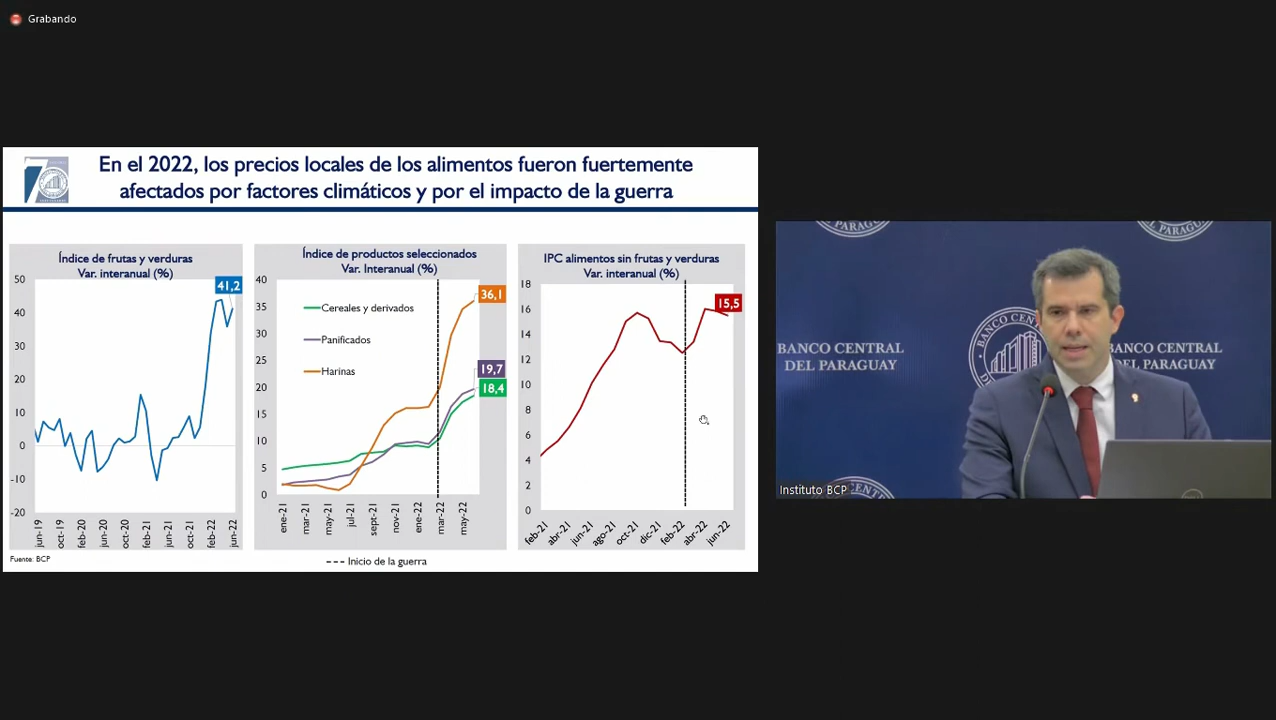 Grabando
En el 2022, los precios locales de los alimentos fueron fuertemente
afectados por factores climáticos y por el impacto de la guerra
Índice de frutas y verduras
Var. interanual (%)
50
40
30
20
10
0
-10
-20
41,2
jun-19
oct-19
feb-20
jun-20
oct-20
feb-21
jun-21
oct-21
feb-22
jun-22
Fuente: BCP
Índice de productos seleccionados
Var. Interanual (%)
40
35
30
25
20
15
10
5
0
Cereales y derivados
Panificados
Harinas
36,1
19,7
18,4
ene-21
mar-21
may-21
jul-21
sept-21
nov-21
ene-22
mar-22
may-22
Inicio de la guerra
IPC alimentos sin frutas y verduras
Var. interanual (%)
18
16
14
12
10
8
6
4
2
0
15,5
feb-21
abr-21
jun-21
ago-21
oct-21
dic-21
feb-22
abr-22
jun-22
DEL PARAGUAY
DEL PARAGUAY
BANCO CENTRAL
DEL PARAGUAY
BANCO CEN
BANCO CENTRAL
DEL PARAGUAY
Instituto BCP